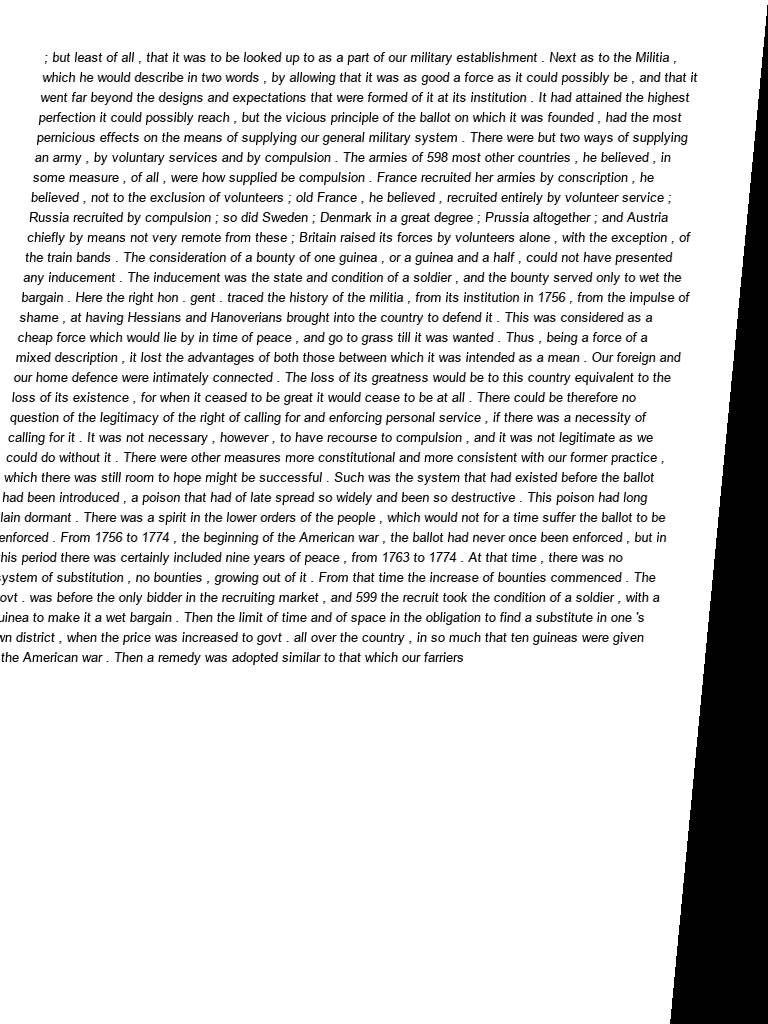 ; but least of all , that it was to be looked up to as a part of our military establishment . Next as to the Militia ,
which he would describe in two words , by allowing that it was as good a force as it could possibly be , and that it
went far beyond the designs and expectations that were formed of it at its institution . It had attained the highest
perfection it could possibly reach , but the vicious principle of the ballot on which it was founded , had the most
pernicious effects on the means of supplying our general military system . There were but two ways of supplying
an army , by voluntary services and by compulsion . The armies of 598 most other countries , he believed , in
some measure , of all , were how supplied be compulsion . France recruited her armies by conscription , he
believed , not to the exclusion of volunteers ; old France , he believed , recruited entirely by volunteer service ;
Russia recruited by compulsion ; so did Sweden ; Denmark in a great degree ; Prussia altogether ; and Austria
chiefly by means not very remote from these ; Britain raised its forces by volunteers alone , with the exception , of
the train bands . The consideration of a bounty of one guinea , or a guinea and a half , could not have presented
any inducement . The inducement was the state and condition of a soldier , and the bounty served only to wet the
bargain . Here the right hon . gent . traced the history of the militia , from its institution in 1756 , from the impulse of
shame , at having Hessians and Hanoverians brought into the country to defend it . This was considered as a
cheap force which would lie by in time of peace , and go to grass till it was wanted . Thus , being a force of a
mixed description , it lost the advantages of both those between which it was intended as a mean . Our foreign and
our home defence were intimately connected . The loss of its greatness would be to this country equivalent to the
loss of its existence , for when it ceased to be great it would cease to be at all . There could be therefore no
question of the legitimacy of the right of calling for and enforcing personal service , if there was a necessity of
calling for it . It was not necessary , however , to have recourse to compulsion , and it was not legitimate as we
could do without it . There were other measures more constitutional and more consistent with our former practice ,
which there was still room to hope might be successful . Such was the system that had existed before the ballot
had been introduced , a poison that had of late spread so widely and been so destructive . This poison had long
lain dormant . There was a spirit in the lower orders of the people , which would not for a time suffer the ballot to be
enforced . From 1756 to 1774 , the beginning of the American war , the ballot had never once been enforced , but in
this period there was certainly included nine years of peace , from 1763 to 1774 . At that time , there was no
system of substitution , no bounties , growing out of it . From that time the increase of bounties commenced . The
ovt . was before the only bidder in the recruiting market , and 599 the recruit took the condition of a soldier , with a
uinea to make it a wet bargain . Then the limit of time and of space in the obligation to find a substitute in one 's
wn district , when the price was increased to govt . all over the country , in so much that ten guineas were given
the American war . Then a remedy was adopted similar to that which our farriers